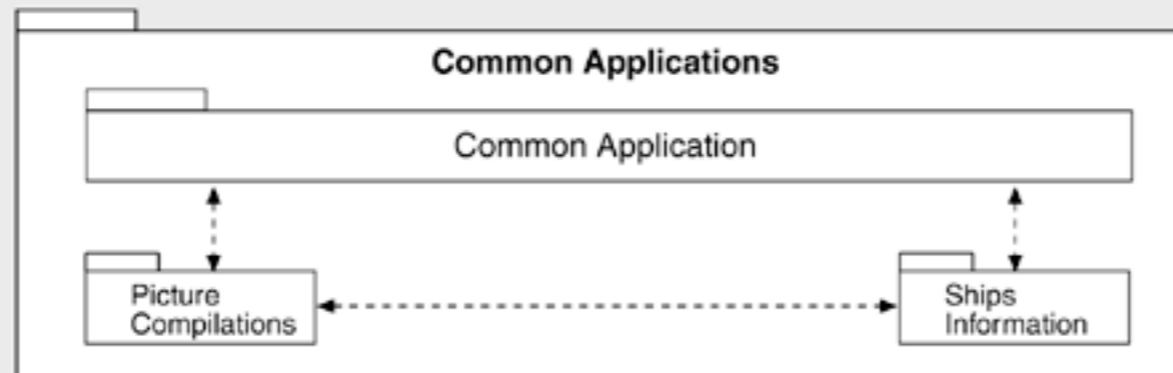 Common Applications
Common Application
Picture
Compilations
Ships
Information